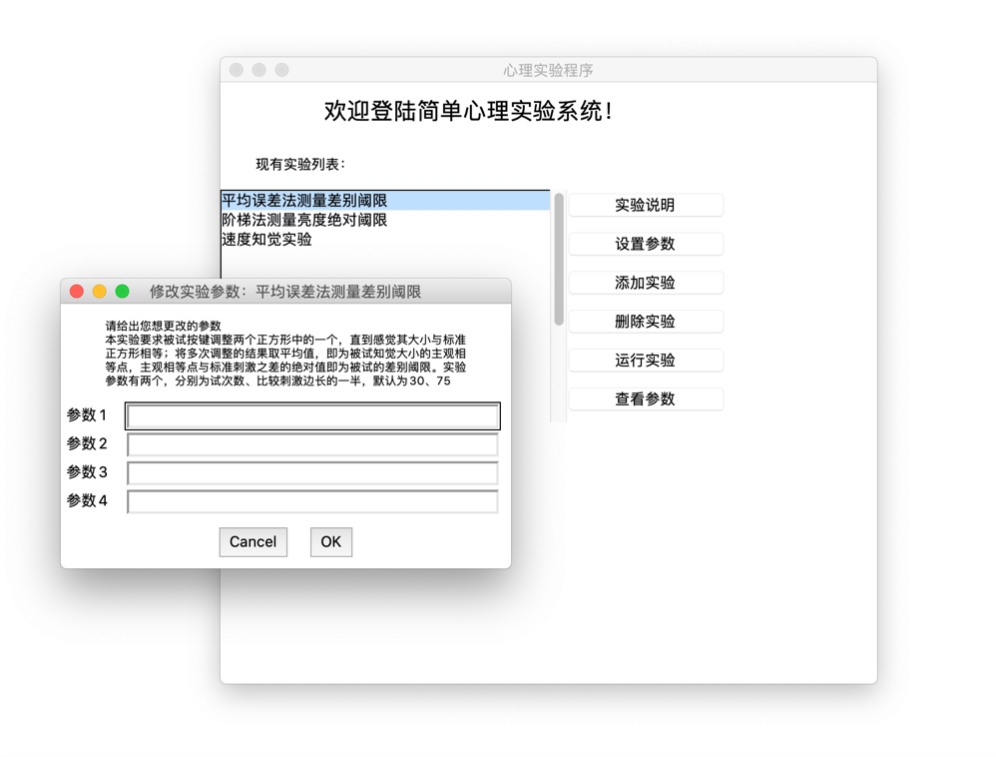 心理实验程序
欢迎登陆简单心理实验系统！
现有实验列表：
平均误差法测量差别阈限
阶梯法测量亮度绝对阈限
速度知觉实验
实验说明
设置参数
添加实验
删除实验
运行实验
查看参数
修改实验参数：平均误差法测量差别阈限
请给出您想更改的参数
本实验要求被试按键调整两个正方形中的一个，直到感觉其大小与标准
正方形相等；将多次调整的结果取平均值，即为被试知觉大小的主观相
等点，主观相等点与标准刺激之差的绝对值即为被试的差别阈限。实验
参数有两个，分别为试次数、比较刺激边长的一半，默认为30、75
参数1
参数2
参数3
参数4
Cancel
OK